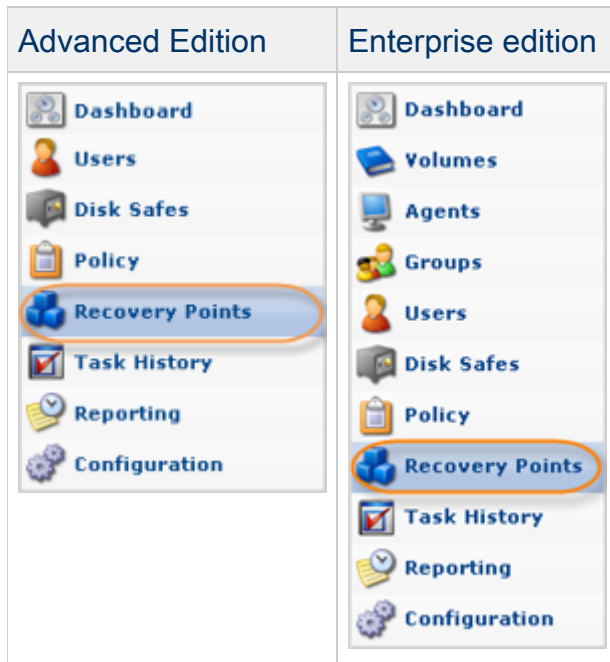 Advanced Edition
Dashboard
Users
Disk Safes
Policy
Recovery Points
Task History
Reporting
Configuration
Enterprise edition
Dashboard
Volumes
Agents
Groups
Users
Disk Safes
Policy
Recovery Points
Task History
Reporting
Configuration